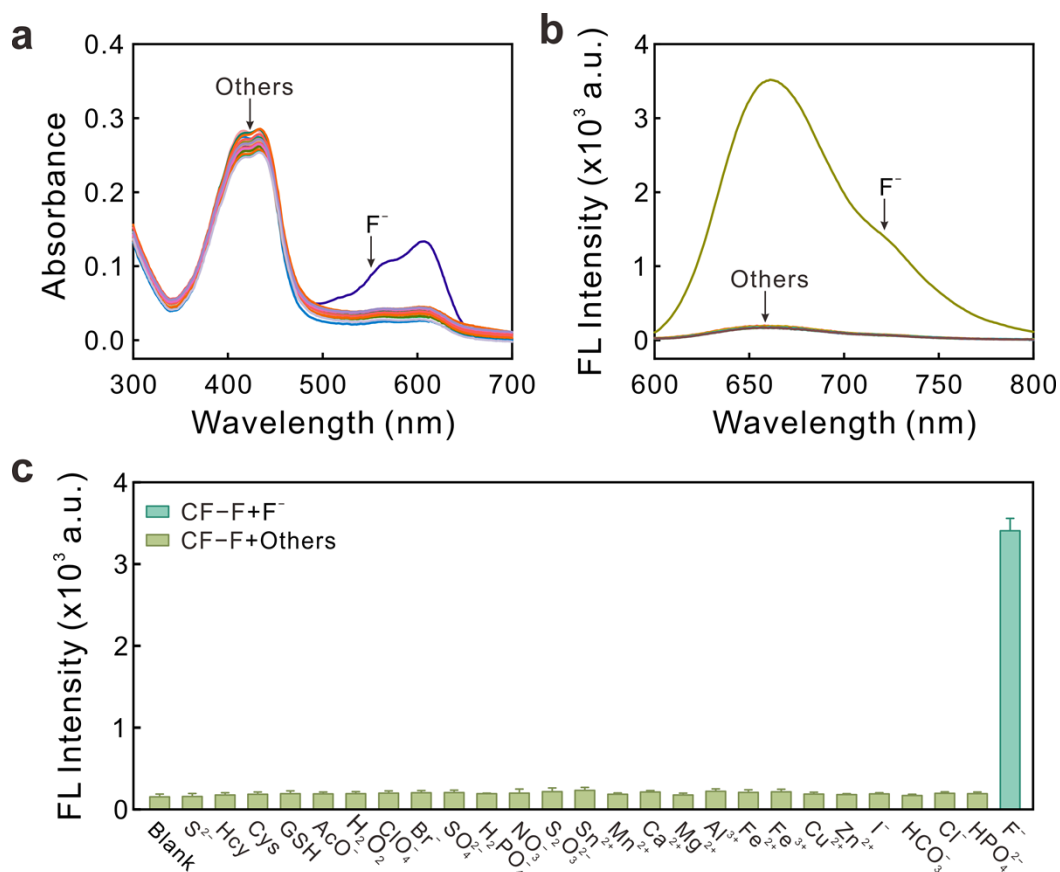 a
0.4
0.3
0.2
0.1
0.0
Absorbance
Others
F⁻
300 400 500 600 700
Wavelength (nm)
b
4
3
2
1
0
FL Intensity (x10³ a.u.)
F⁻
Others
600 650 700 750 800
Wavelength (nm)
c
4
3
2
1
0
FL Intensity (x10³ a.u.)
CF−F+F⁻
CF−F+Others
Blank
S²⁻
Hcy
Cys
GSH
AcO⁻
H₂O₂
ClO₄⁻
Br⁻
SO₄²⁻
H₂PO₄⁻
NO₃⁻
S₂O₃²⁻
Sn²⁺
Mn²⁺
Ca²⁺
Mg²⁺
Al³⁺
Fe²⁺
Fe³⁺
Cu²⁺
Zn²⁺
I⁻
HCO₃⁻
Cl⁻
HPO₄²⁻
F⁻